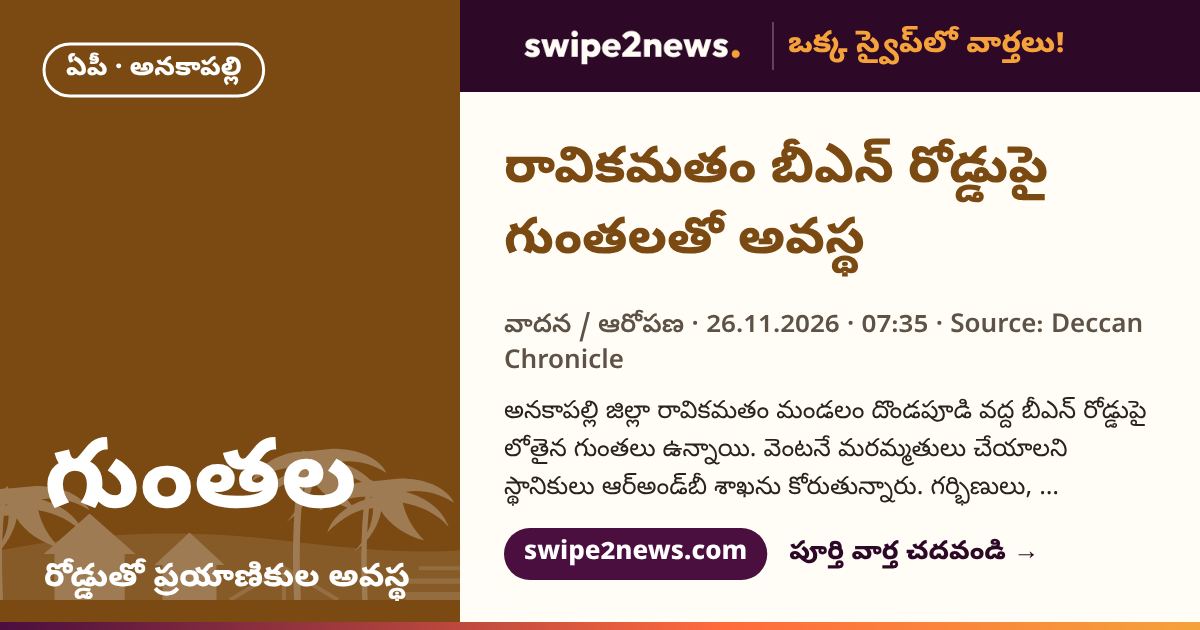 ఏపీ · అనకాపల్లి
గుంతల
రోడ్డుతో ప్రయాణికుల అవస్థ
swipe2news.
ఒక్క స్వైప్‌లో వార్తలు!
రావికమతం బీఎన్ రోడ్డుపై
గుంతలతో అవస్థ
వాదన / ఆరోపణ · 26.11.2026 · 07:35 · Source: Deccan
Chronicle
అనకాపల్లి జిల్లా రావికమతం మండలం దొండపూడి వద్ద బీఎన్ రోడ్డుపై
లోతైన గుంతలు ఉన్నాయి. వెంటనే మరమ్మతులు చేయాలని
స్థానికులు ఆర్అండ్‌బీ శాఖను కోరుతున్నారు. గర్భిణులు, ...
swipe2news.com
పూర్తి వార్త చదవండి →